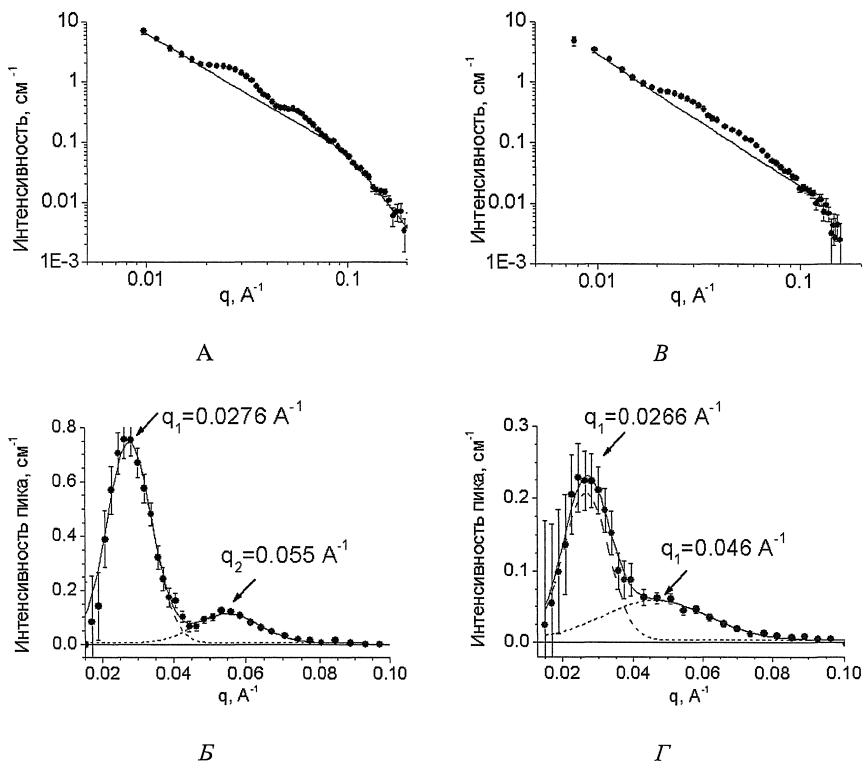 Интенсивность, см⁻¹
10
1
0.1
0.01
1E-3
0.01
0.1
q, A⁻¹
А
Интенсивность, см⁻¹
10
1
0.1
0.01
1E-3
0.01
0.1
q, A⁻¹
В
Интенсивность пика, см⁻¹
0.8
0.6
0.4
0.2
0.0
q₁=0.0276 A⁻¹
q₂=0.055 A⁻¹
0.02 0.04 0.06 0.08 0.10
q, A⁻¹
Б
Интенсивность пика, см⁻¹
0.3
0.2
0.1
0.0
q₁=0.0266 A⁻¹
q₁=0.046 A⁻¹
0.02 0.04 0.06 0.08 0.10
q, A⁻¹
Г